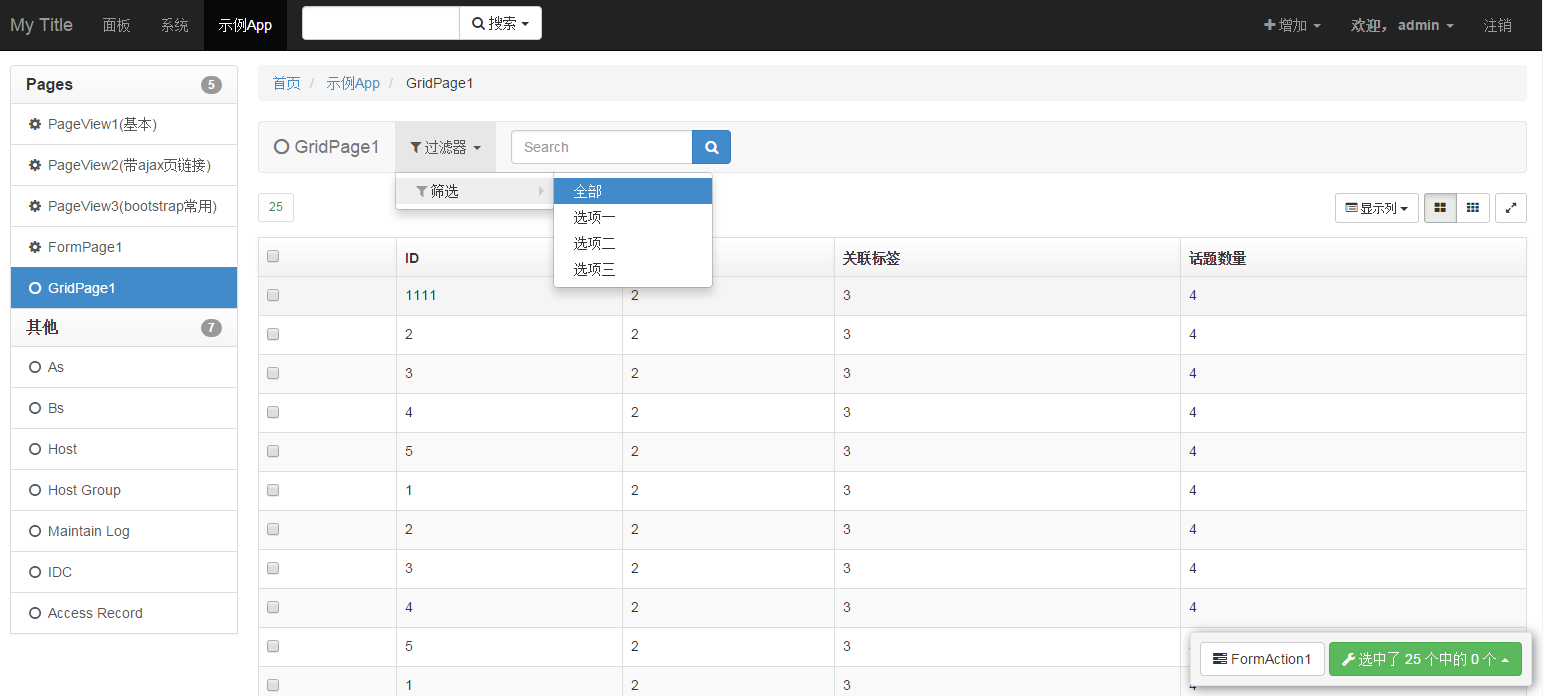 My Title 面板 系统 示例App 搜索 增加 欢迎， admin 注销
Pages 5
PageView1(基本)
PageView2(带ajax页链接)
PageView3(bootstrap常用)
FormPage1
GridPage1
其他 7
As
Bs
Host
Host Group
Maintain Log
IDC
Access Record
首页 / 示例App / GridPage1
GridPage1 过滤器 Search
筛选
全部
选项一
选项二
选项三
25 显示列
ID 关联标签 话题数量
1111 2 3 4
2 2 3 4
3 2 3 4
4 2 3 4
5 2 3 4
1 2 3 4
2 2 3 4
3 2 3 4
4 2 3 4
5 2 3
1 2 3 4
FormAction1 选中了 25 个中的 0 个